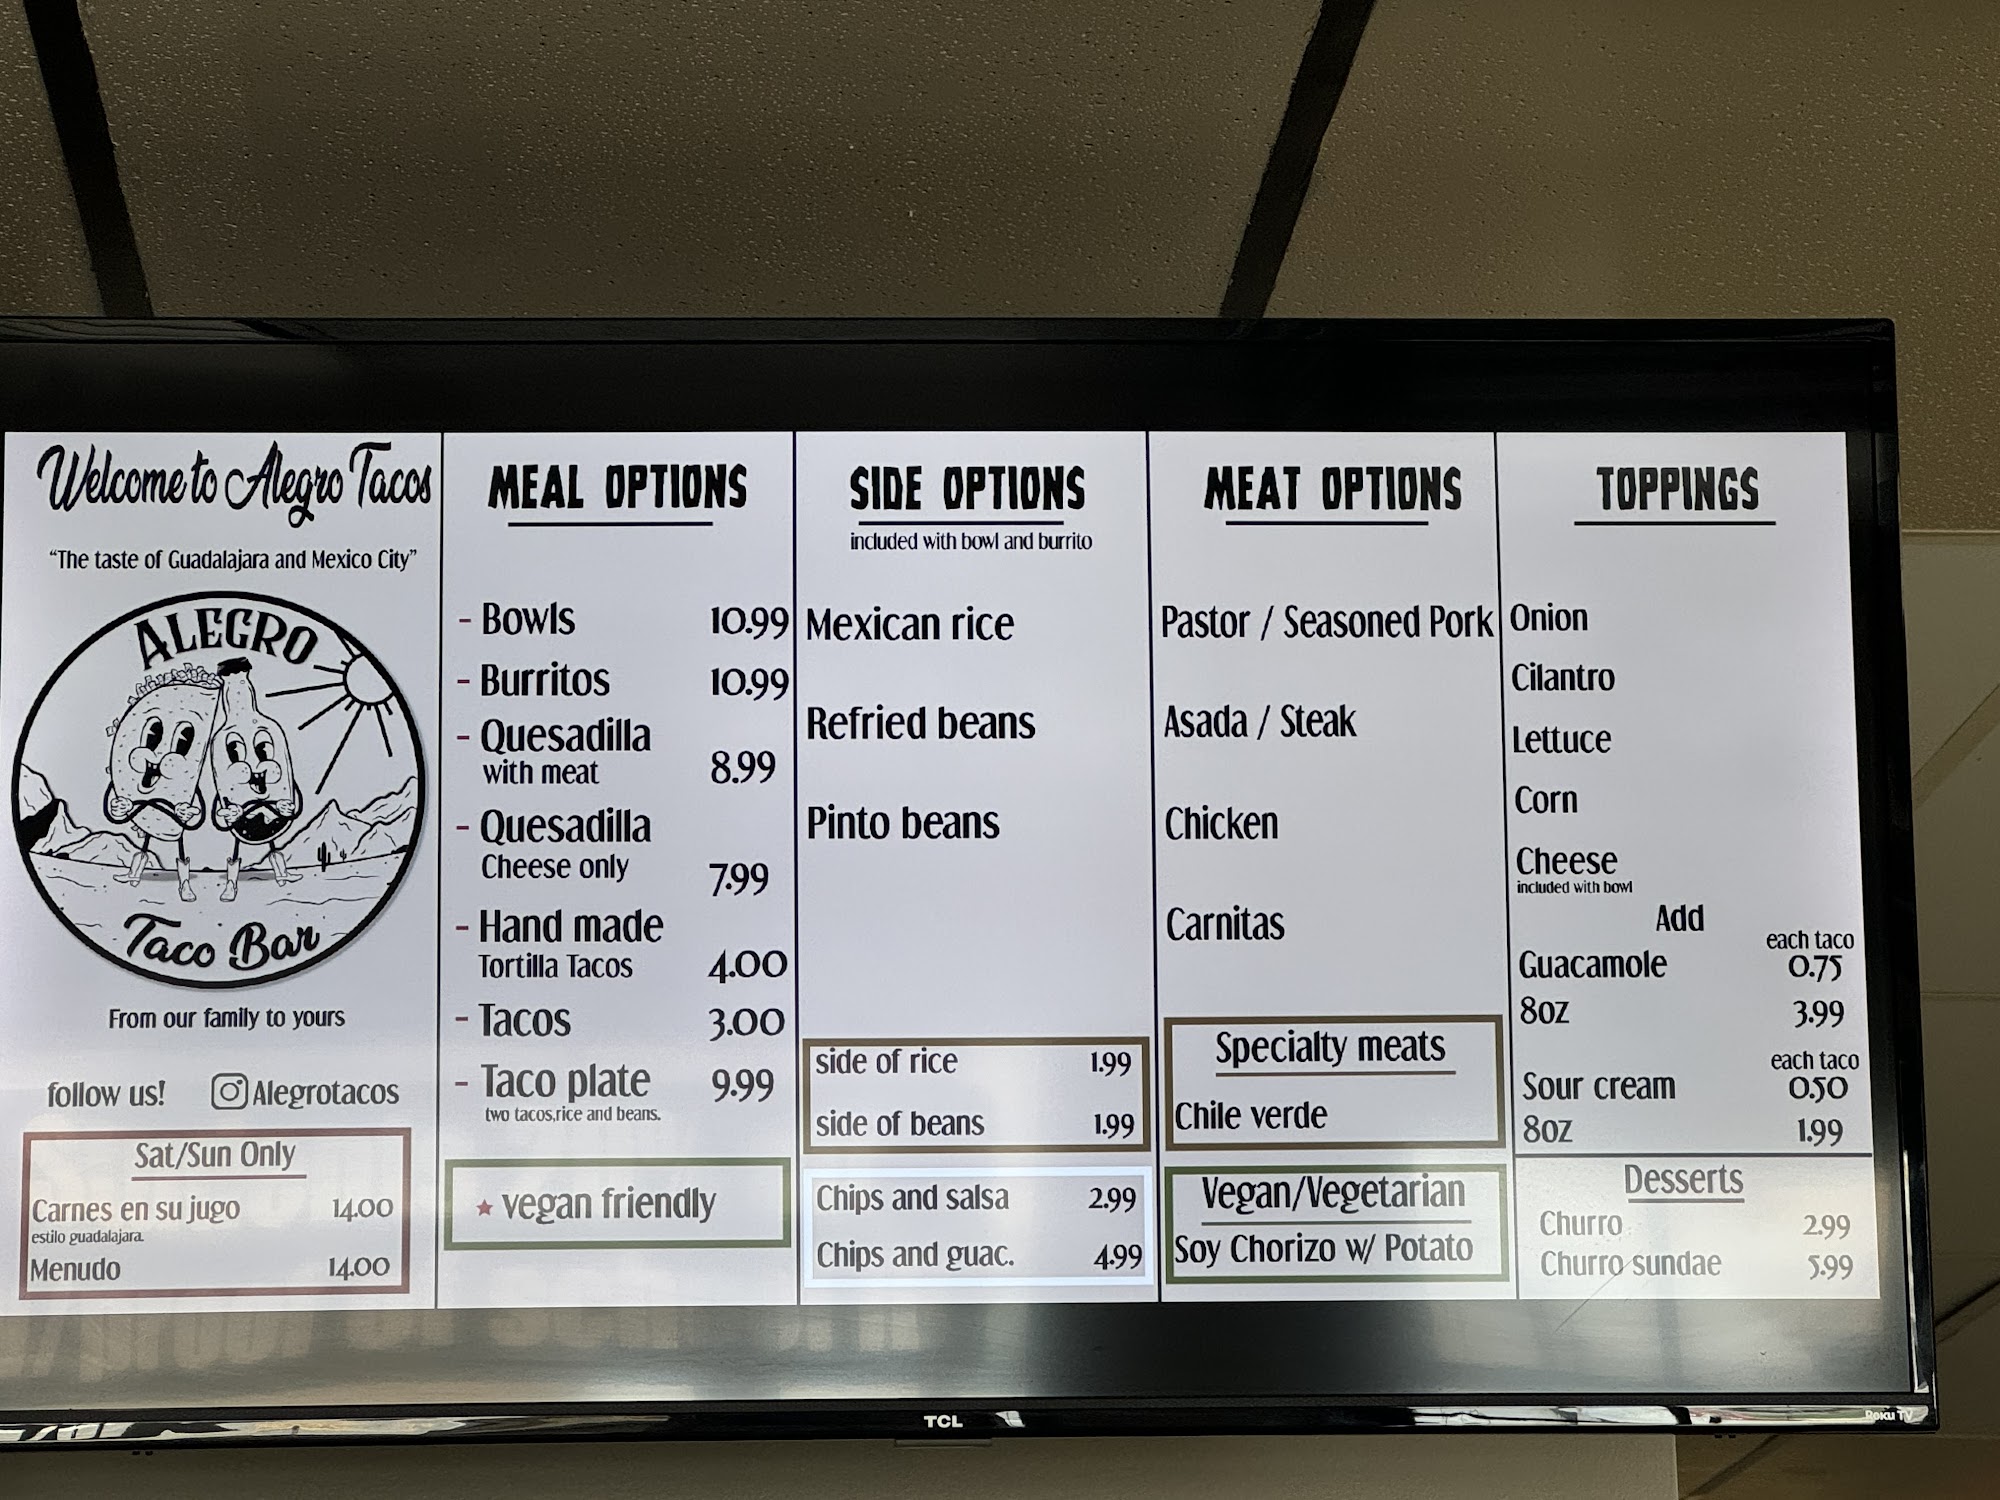 Welcome to Alegro Tacos
“The taste of Guadalajara and Mexico City”
ALEGRO
Taco Bar
From our family to yours
follow us! Alegrotacos
Sat/Sun Only
Carnes en su jugo 14.00
estilo guadalajara.
Menudo 14.00
MEAL OPTIONS
- Bowls 10.99
- Burritos 10.99
- Quesadilla
with meat 8.99
- Quesadilla
Cheese only 7.99
- Hand made
Tortilla Tacos 4.00
- Tacos 3.00
- Taco plate 9.99
two tacos,rice and beans.
★ vegan friendly
SIDE OPTIONS
included with bowl and burrito
Mexican rice
Refried beans
Pinto beans
side of rice 1.99
side of beans 1.99
Chips and salsa 2.99
Chips and guac. 4.99
MEAT OPTIONS
Pastor / Seasoned Pork
Asada / Steak
Chicken
Carnitas
Specialty meats
Chile verde
Vegan/Vegetarian
Soy Chorizo w/ Potato
TOPPINGS
Onion
Cilantro
Lettuce
Corn
Cheese
included with bowl
Add
each taco
Guacamole 0.75
8oz 3.99
each taco
Sour cream 0.50
8oz 1.99
Desserts
Churro 2.99
Churro sundae 5.99
TCL
Roku TV